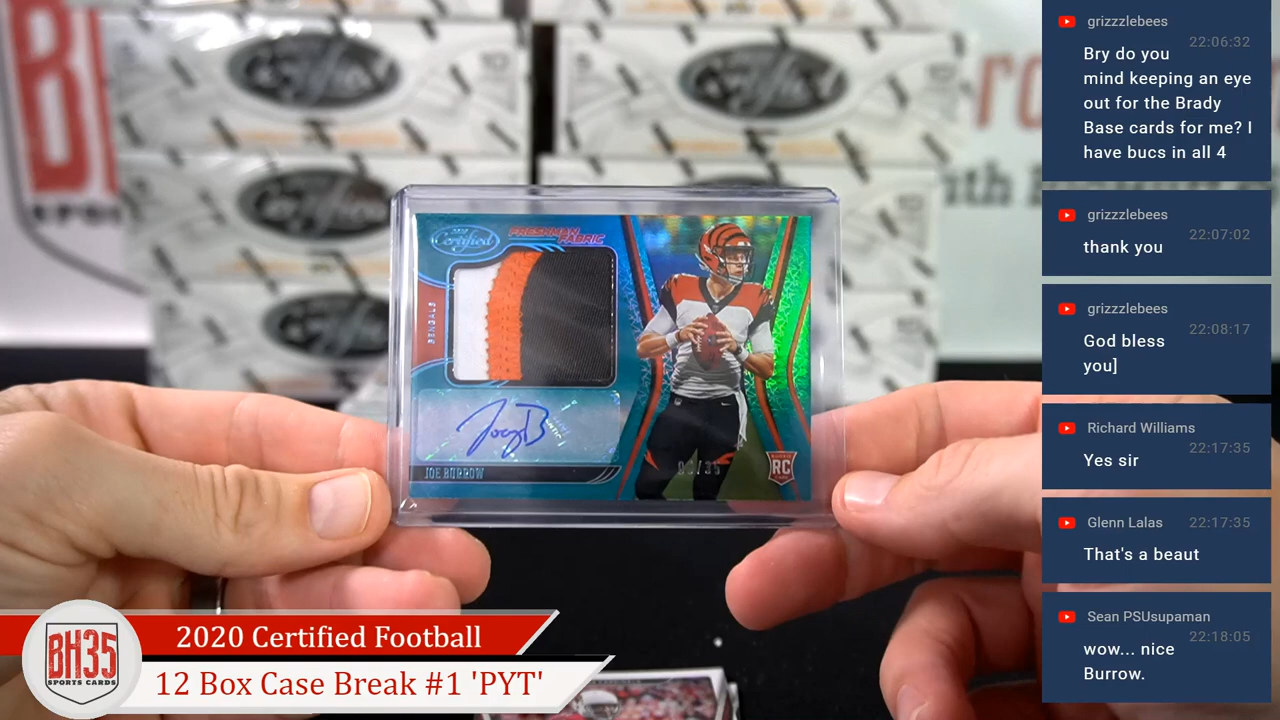 Certified
FRESHMAN
FABRIC
BENGALS
JOE BURROW
RC
BH35
SPORTS CARDS
2020 Certified Football
12 Box Case Break #1 'PYT'
grizzzlebees
22:06:32
Bry do you
mind keeping an eye
out for the Brady
Base cards for me? I
have bucs in all 4
grizzzlebees
22:07:02
thank you
grizzzlebees
22:08:17
God bless
you]
Richard Williams
22:17:35
Yes sir
Glenn Lalas 22:17:35
That's a beaut
Sean PSUsupaman
22:18:05
wow... nice
Burrow.